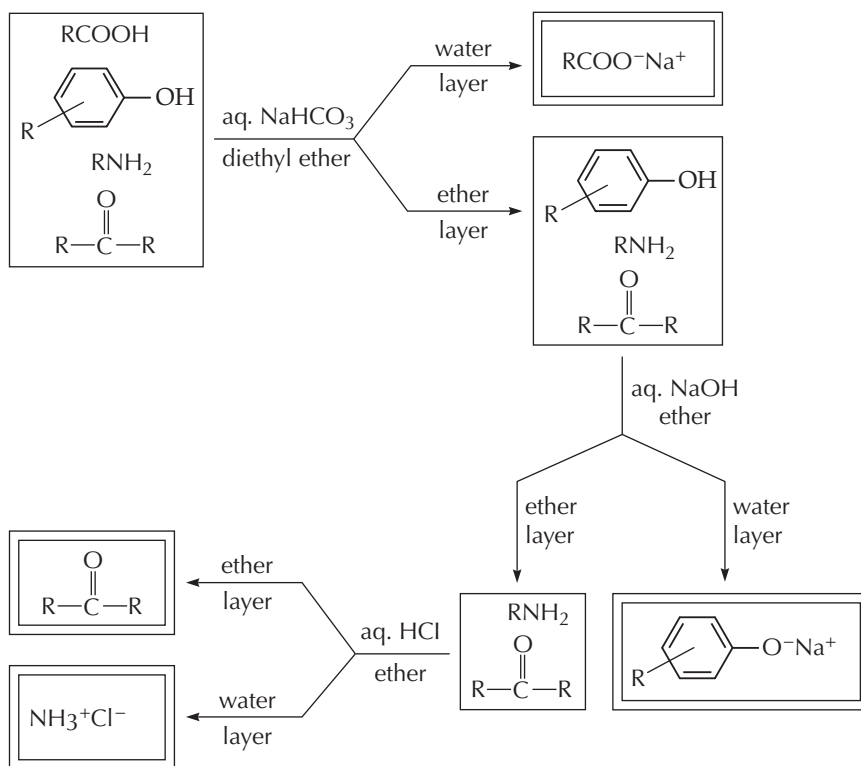 RCOOH
OH
R
RNH₂
O
R—C—R
aq. NaHCO₃
diethyl ether
water
layer
RCOO⁻Na⁺
ether
layer
OH
R
RNH₂
O
R—C—R
aq. NaOH
ether
ether
layer
water
layer
RNH₂
O
R—C—R
O⁻Na⁺
R
aq. HCl
ether
ether
layer
O
R—C—R
water
layer
NH3⁺Cl⁻